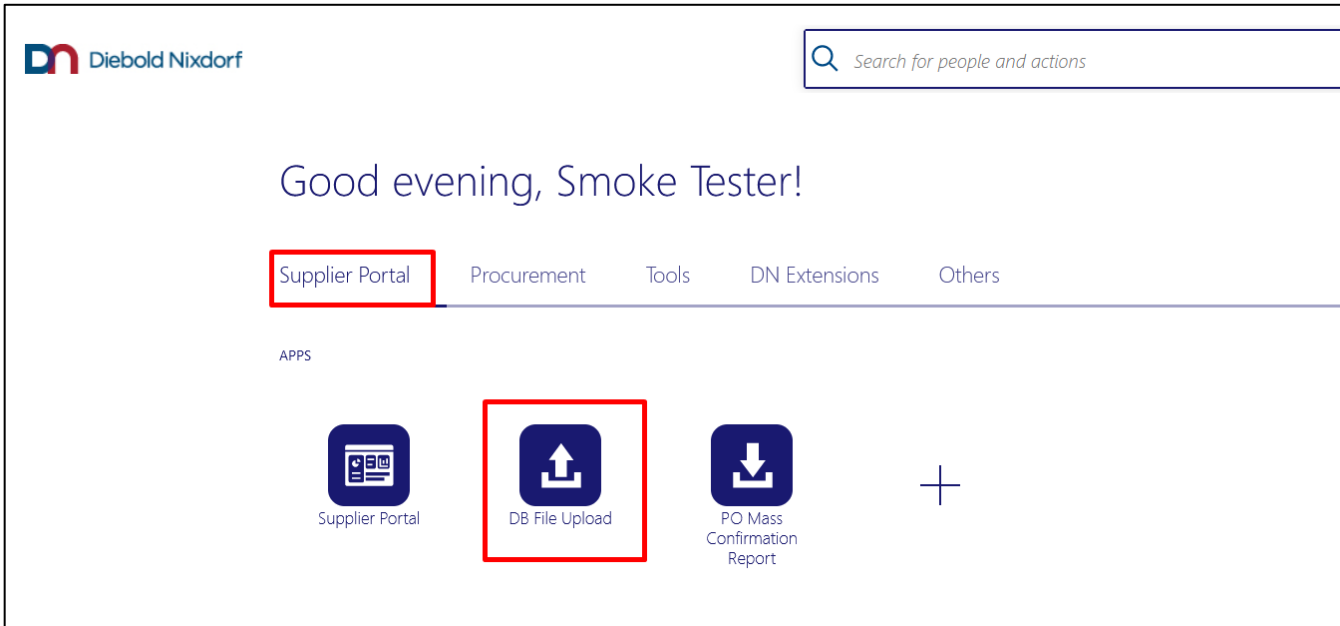 DN Diebold Nixdorf
Search for people and actions
Good evening, Smoke Tester!
Supplier Portal Procurement Tools DN Extensions Others
APPS
Supplier Portal DB File Upload PO Mass
Confirmation
Report